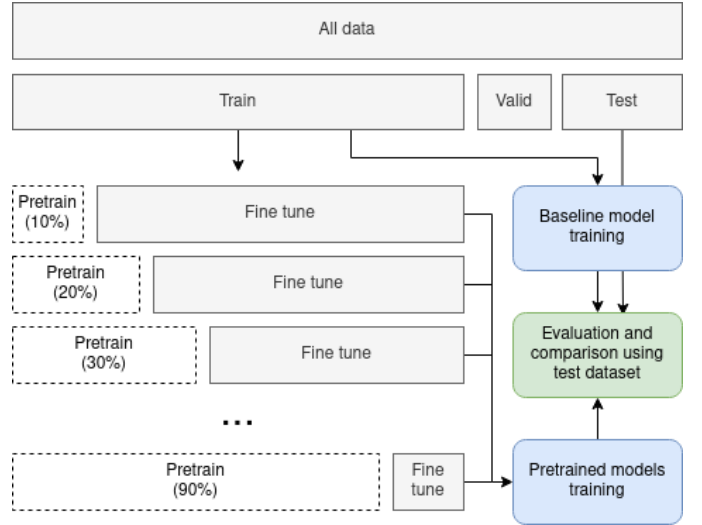 All data
Train
Valid
Test
Pretrain
(10%)
Fine tune
Baseline model
training
Pretrain
(20%)
Fine tune
Pretrain
(30%)
Fine tune
Evaluation and
comparison using
test dataset
...
Pretrain
(90%)
Fine
tune
Pretrained models
training